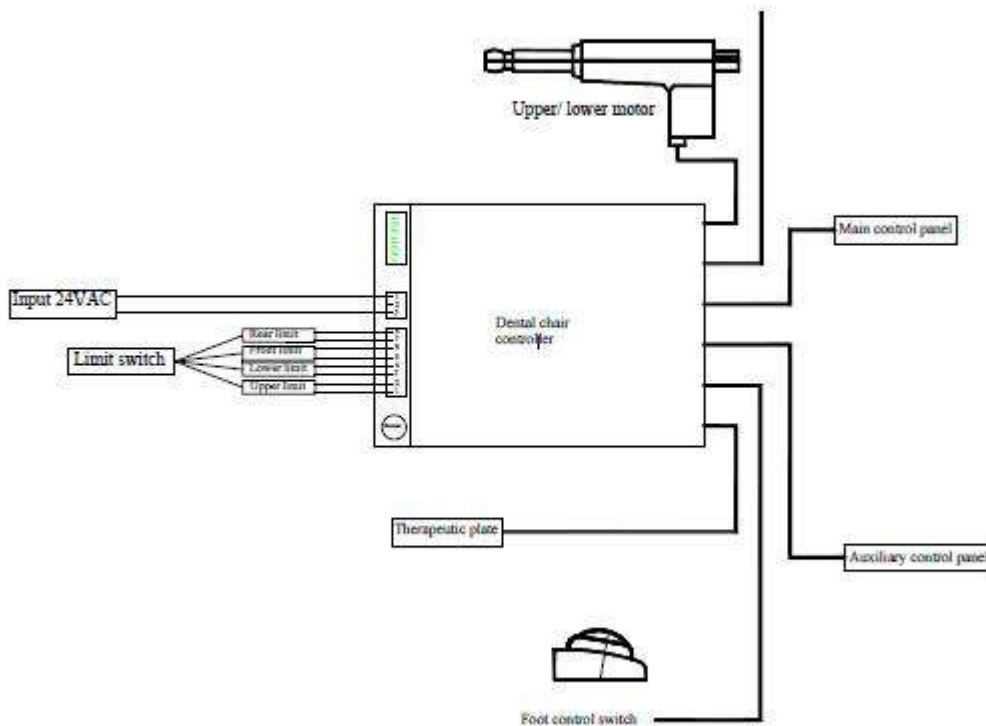 Upper/ lower motor
Main control panel
Input 24VAC
Dental chair
controller
Rear limit
Front limit
Limit switch
Lower limit
Upper limit
Therapeutic plate
Auxiliary control panel
Foot control switch